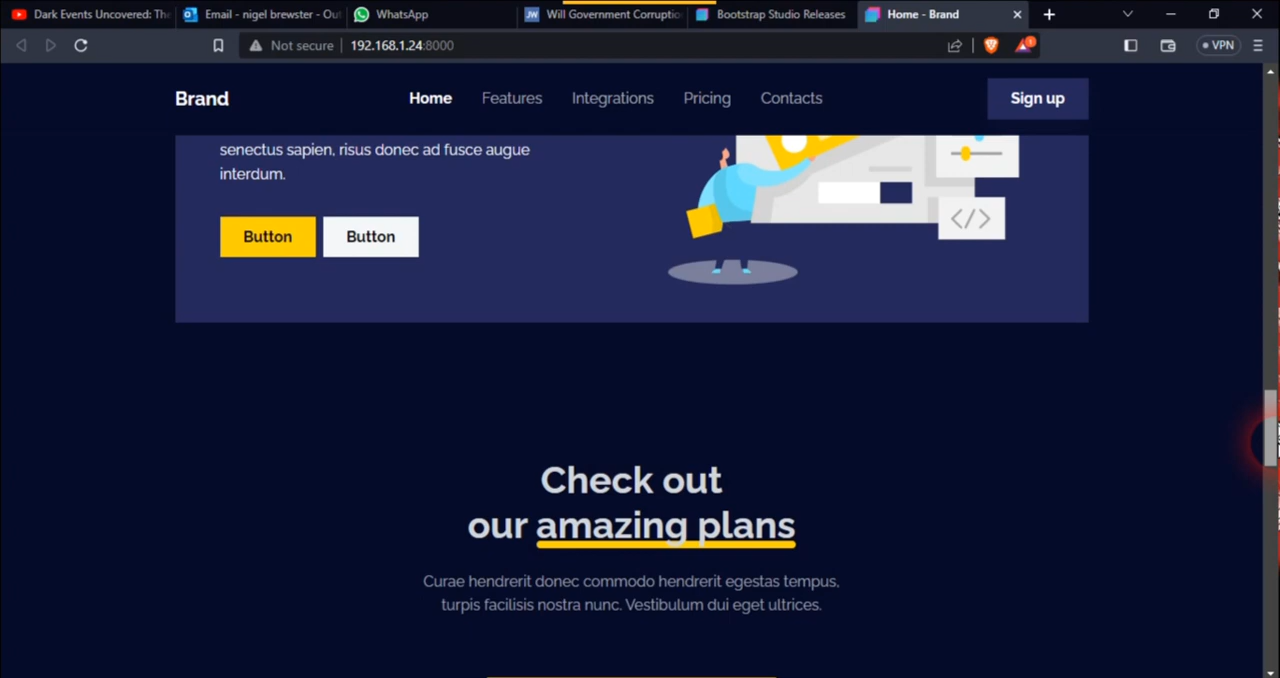 Dark Events Uncovered: The
Email - nigel brewster - Out
WhatsApp
JW Will Government Corruptio
Bootstrap Studio Releases
Home - Brand
Not secure 192.168.1.24:8000
1
VPN
Brand
Home
Features
Integrations
Pricing
Contacts
Sign up
senectus sapien, risus donec ad fusce augue
interdum.
Button
Button
</>
Check out
our amazing plans
Curae hendrerit donec commodo hendrerit egestas tempus,
turpis facilisis nostra nunc. Vestibulum dui eget ultrices.